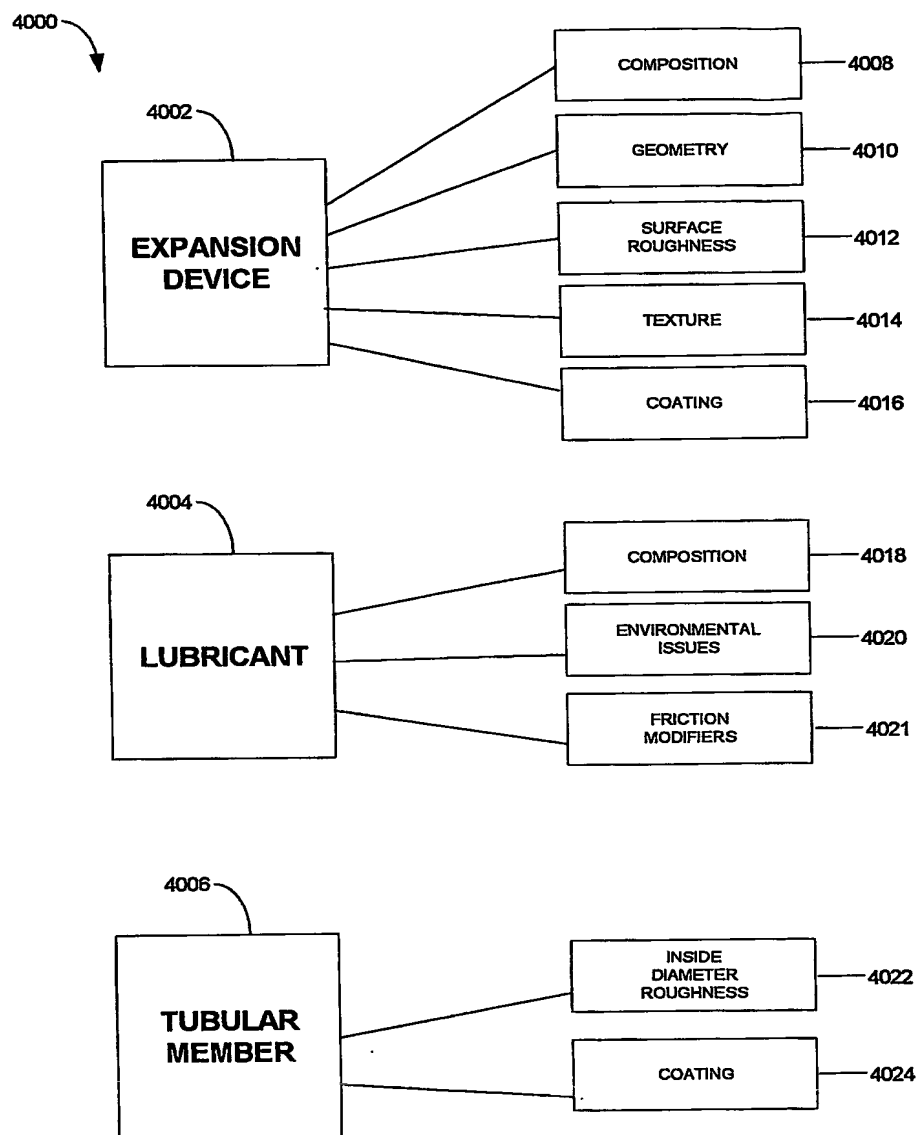 4000
4002
EXPANSION
DEVICE
COMPOSITION
4008
GEOMETRY
4010
SURFACE
ROUGHNESS
4012
TEXTURE
4014
COATING
4016
4004
LUBRICANT
COMPOSITION
4018
ENVIRONMENTAL
ISSUES
4020
FRICTION
MODIFIERS
4021
4006
TUBULAR
MEMBER
INSIDE
DIAMETER
ROUGHNESS
4022
COATING
4024